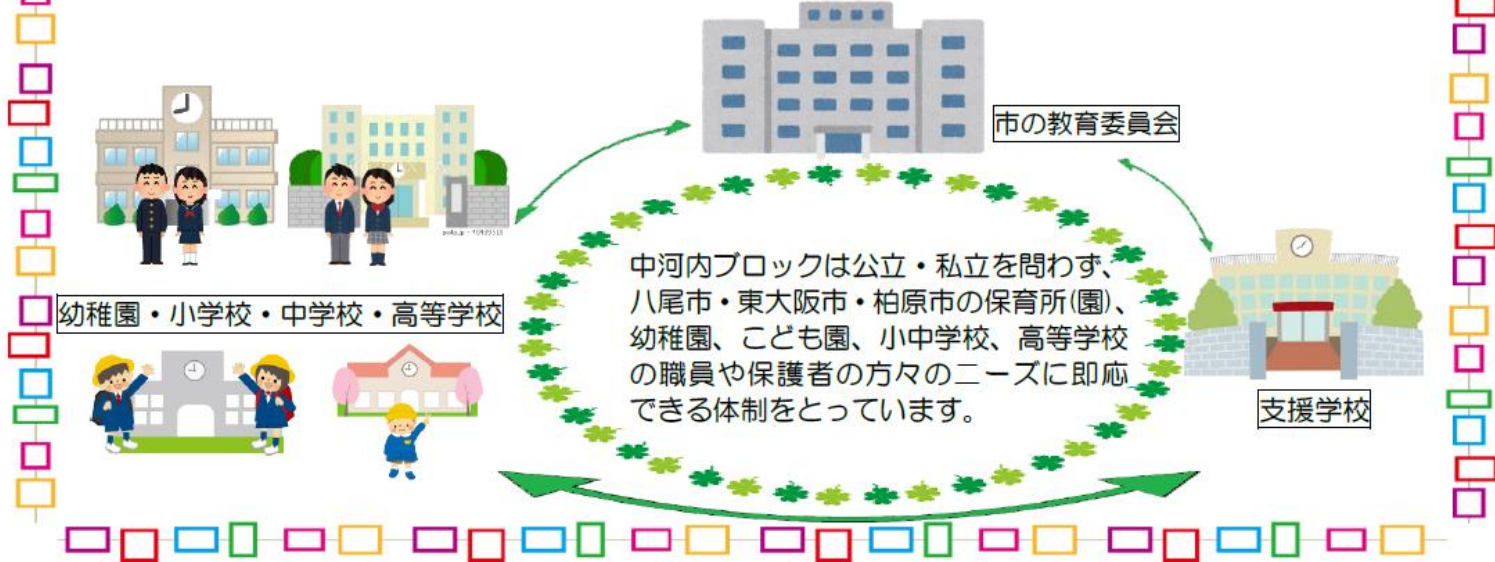 市の教育委員会
幼稚園・小学校・中学校・高等学校
中河内ブロックは公立・私立を問わず、
八尾市・東大阪市・柏原市の保育所(園)、
幼稚園、こども園、小中学校、高等学校
の職員や保護者の方々のニーズに即応
できる体制をとっています。
支援学校